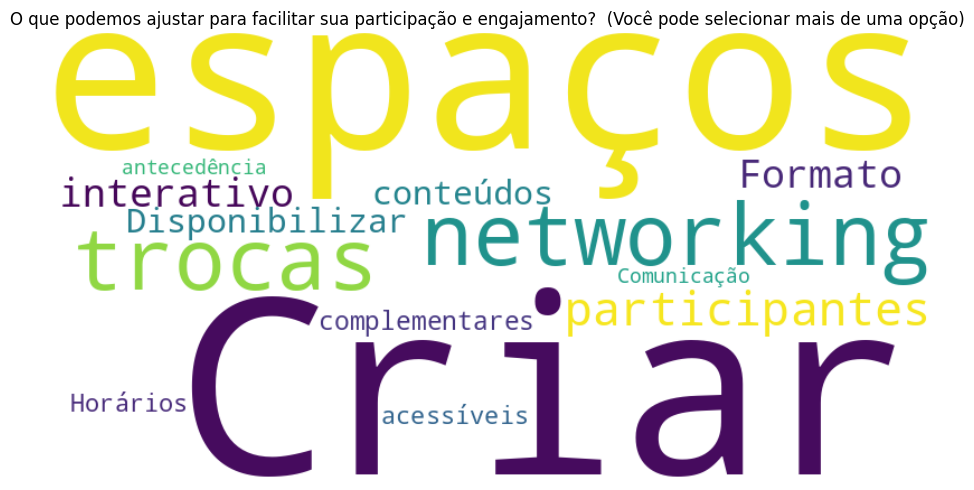 O que podemos ajustar para facilitar sua participação e engajamento?  (Você pode selecionar mais de uma opção)
espaços
antecedência
Formato
interativo
conteúdos
Disponibilizar
networking
trocas
Comunicação
participantes
complementares
Criar
Horários
acessíveis